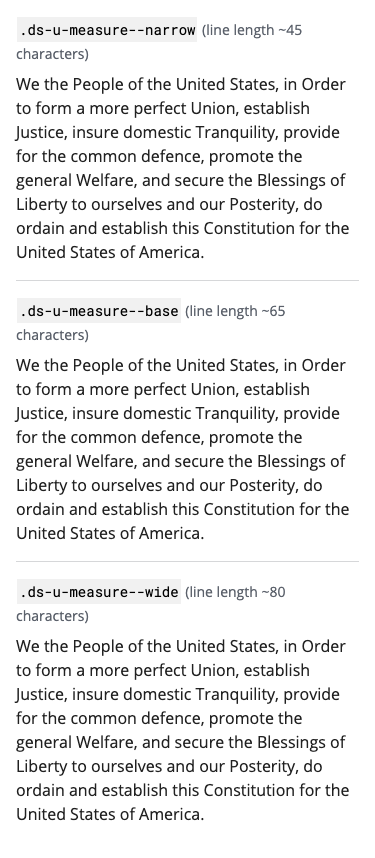 .ds-u-measure--narrow (line length ~45
characters)
We the People of the United States, in Order
to form a more perfect Union, establish
Justice, insure domestic Tranquility, provide
for the common defence, promote the
general Welfare, and secure the Blessings of
Liberty to ourselves and our Posterity, do
ordain and establish this Constitution for the
United States of America.
.ds-u-measure--base (line length ~65
characters)
We the People of the United States, in Order
to form a more perfect Union, establish
Justice, insure domestic Tranquility, provide
for the common defence, promote the
general Welfare, and secure the Blessings of
Liberty to ourselves and our Posterity, do
ordain and establish this Constitution for the
United States of America.
.ds-u-measure--wide (line length ~80
characters)
We the People of the United States, in Order
to form a more perfect Union, establish
Justice, insure domestic Tranquility, provide
for the common defence, promote the
general Welfare, and secure the Blessings of
Liberty to ourselves and our Posterity, do
ordain and establish this Constitution for the
United States of America.